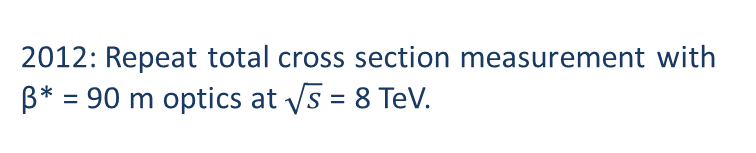 2012: Repeat total cross section measurement with
β* = 90 m optics at √s = 8 TeV.